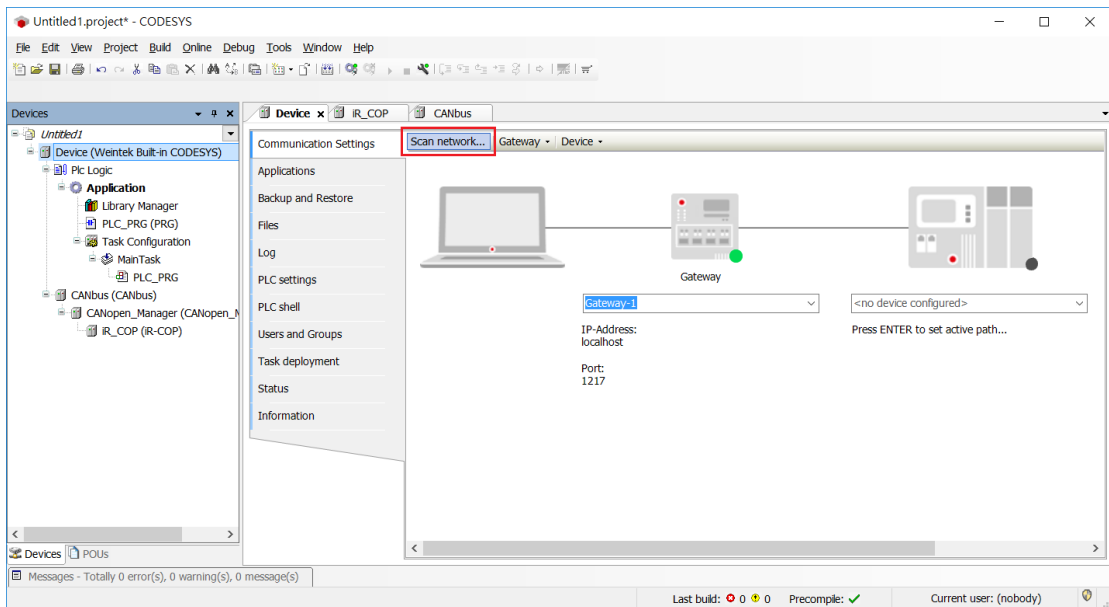 Untitled1.project* - CODESYS
File Edit View Project Build Online Debug Tools Window Help
Devices
Untitled1
Device (Weintek Built-in CODESYS)
Plc Logic
Application
Library Manager
PLC_PRG (PRG)
Task Configuration
MainTask
PLC_PRG
CANbus (CANbus)
CANopen_Manager (CANopen_M
iR_COP (iR-COP)
Devices POUs
Device iR_COP CANbus
Communication Settings
Applications
Backup and Restore
Files
Log
PLC settings
PLC shell
Users and Groups
Task deployment
Status
Information
Scan network... Gateway Device
Gateway
Gateway-1
IP-Address:
localhost
Port:
1217
<no device configured>
Press ENTER to set active path...
Messages - Totally 0 error(s), 0 warning(s), 0 message(s)
Last build: 0 0 Precompile: Current user: (nobody)